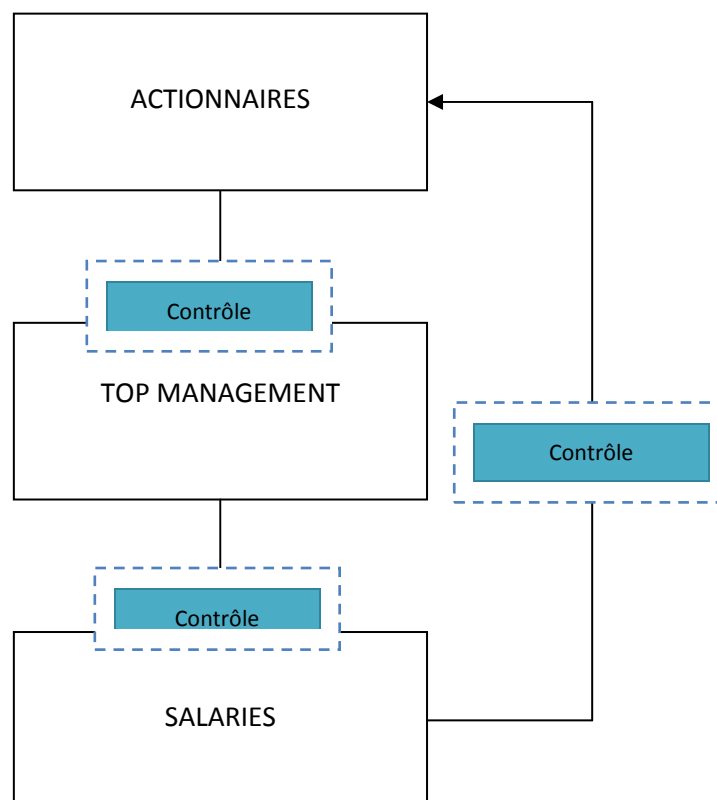 ACTIONNAIRES
Contrôle
TOP MANAGEMENT
Contrôle
Contrôle
SALARIES